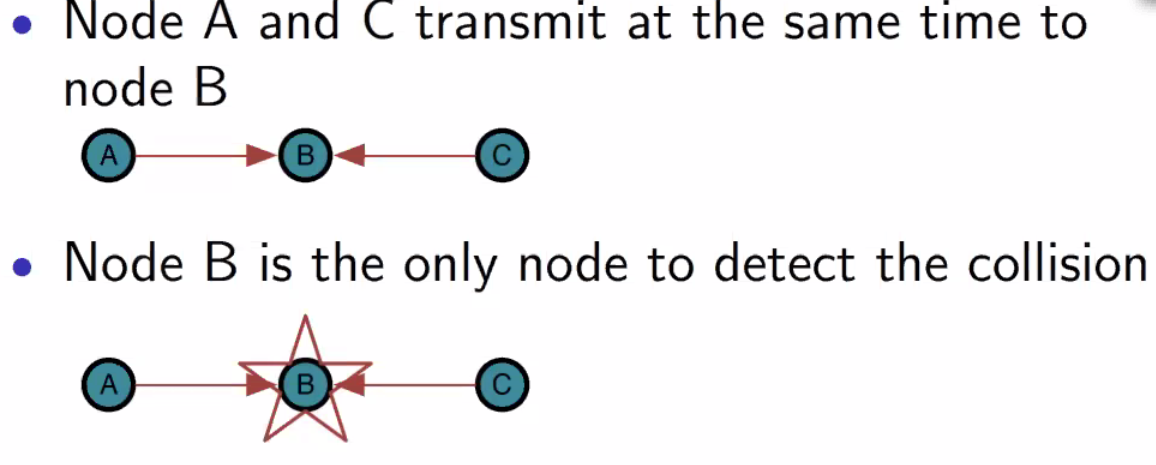 • Node A and C transmit at the same time to
node B
A B C
• Node B is the only node to detect the collision
A B C